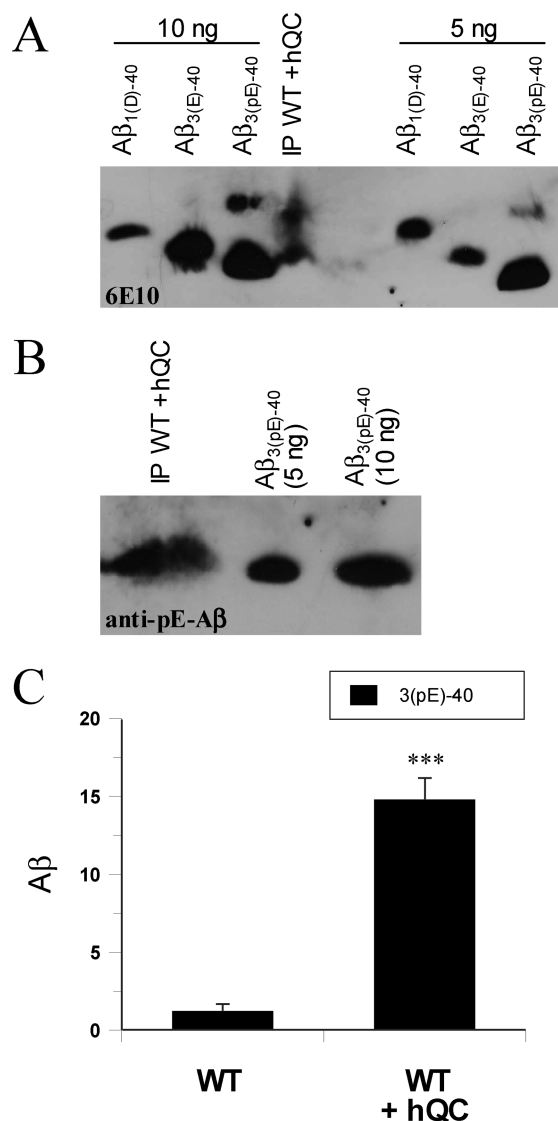 A
10 ng
5 ng
Aβ1(D)-40
Aβ3(E)-40
Aβ3(pE)-40
IP WT +hQC
Aβ1(D)-40
Aβ3(E)-40
Aβ3(pE)-40
6E10
B
IP WT +hQC
Aβ3(pE)-40
(5 ng)
Aβ3(pE)-40
(10 ng)
anti-pE-Aβ
C
3(pE)-40
20
***
15
Aβ
10
5
0
WT
WT
+ hQC